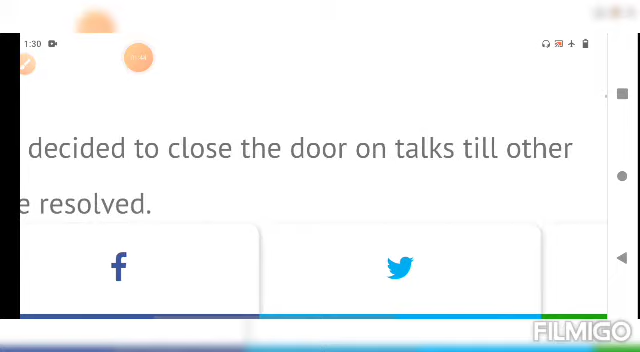 1:30
decided to close the door on talks till other
e resolved.
f
FILMIGO